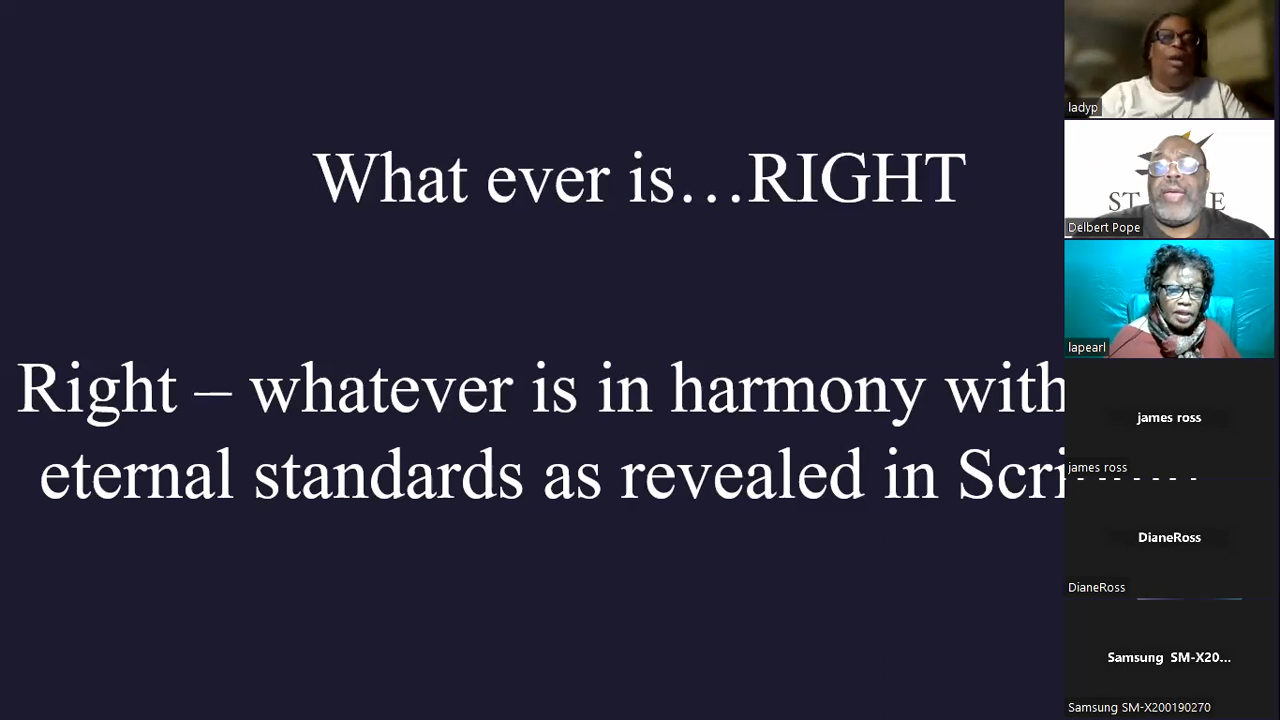 What ever is…RIGHT
Right – whatever is in harmony with
eternal standards as revealed in Scri
ladyp
ST E
Delbert Pope
lapearl
james ross
james ross
DianeRoss
DianeRoss
Samsung SM-X20...
Samsung SM-X200190270